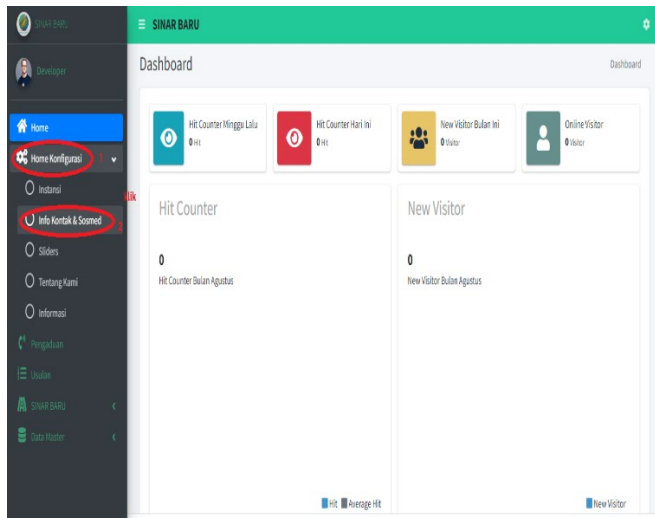 SINAR BARU
☰ SINAR BARU
Developer
Dashboard
Dashboard
Home
Home Konfigurasi 1
Instansi
klik
Info Kontak & Sosmed 2
Sliders
Tentang Kami
Informasi
Pengaduan
Usulan
SINAR BARU
Data Master
Hit Counter Minggu Lalu
0 Hit
Hit Counter Hari Ini
0 Hit
New Visitor Bulan Ini
0 Visitor
Online Visitor
0 Visitor
Hit Counter
0
Hit Counter Bulan Agustus
Hit Average Hit
New Visitor
0
New Visitor Bulan Agustus
New Visitor